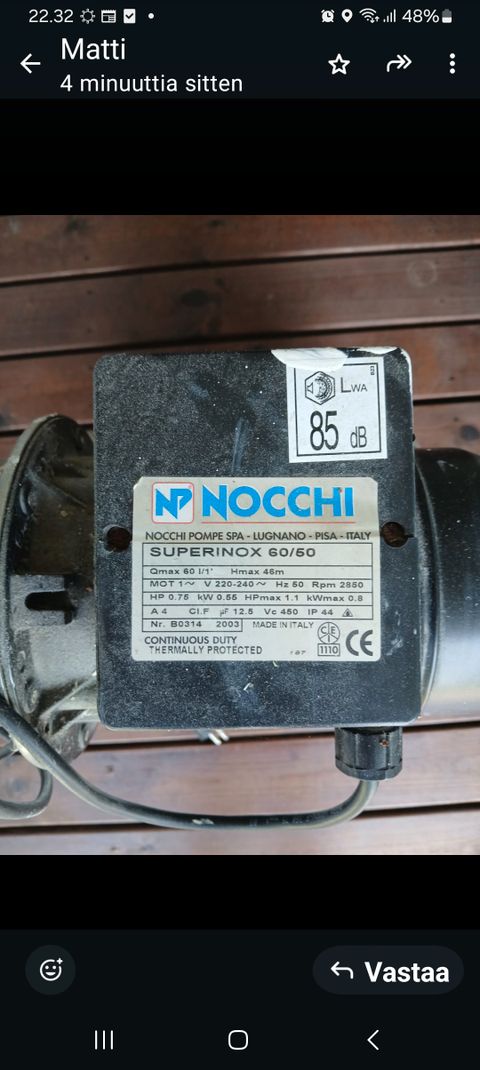 22.32 48%
Matti
4 minuuttia sitten
LWA
85 dB
NP NOCCHI
NOCCHI POMPE SPA - LUGNANO - PISA - ITALY
SUPERINOX 60/50
Qmax 60 l/1' Hmax 46m
MOT 1~ V 220-240~ Hz 50 Rpm 2850
HP 0.75 kW 0.55 HPmax 1.1 kWmax 0.8
A 4 Cl.F µF 12.5 Vc 450 IP 44
Nr. B0314 2003 MADE IN ITALY
CONTINUOUS DUTY
THERMALLY PROTECTED
1110 CE
Vastaa